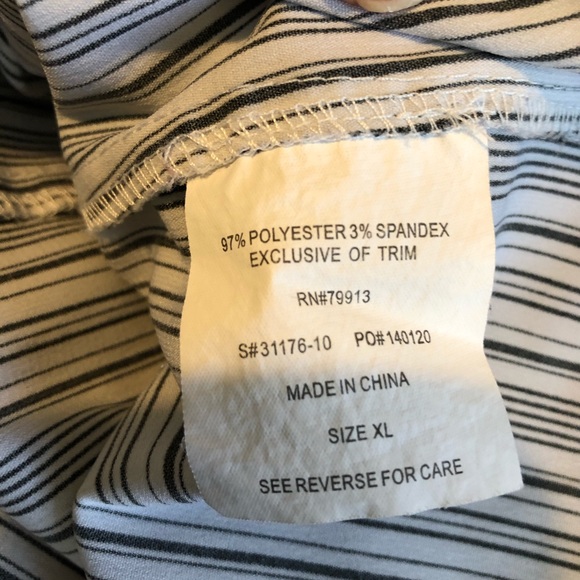 97% POLYESTER 3% SPANDEX
EXCLUSIVE OF TRIM
RN#79913
S#31176-10 PO#140120
MADE IN CHINA
SIZE XL
SEE REVERSE FOR CARE